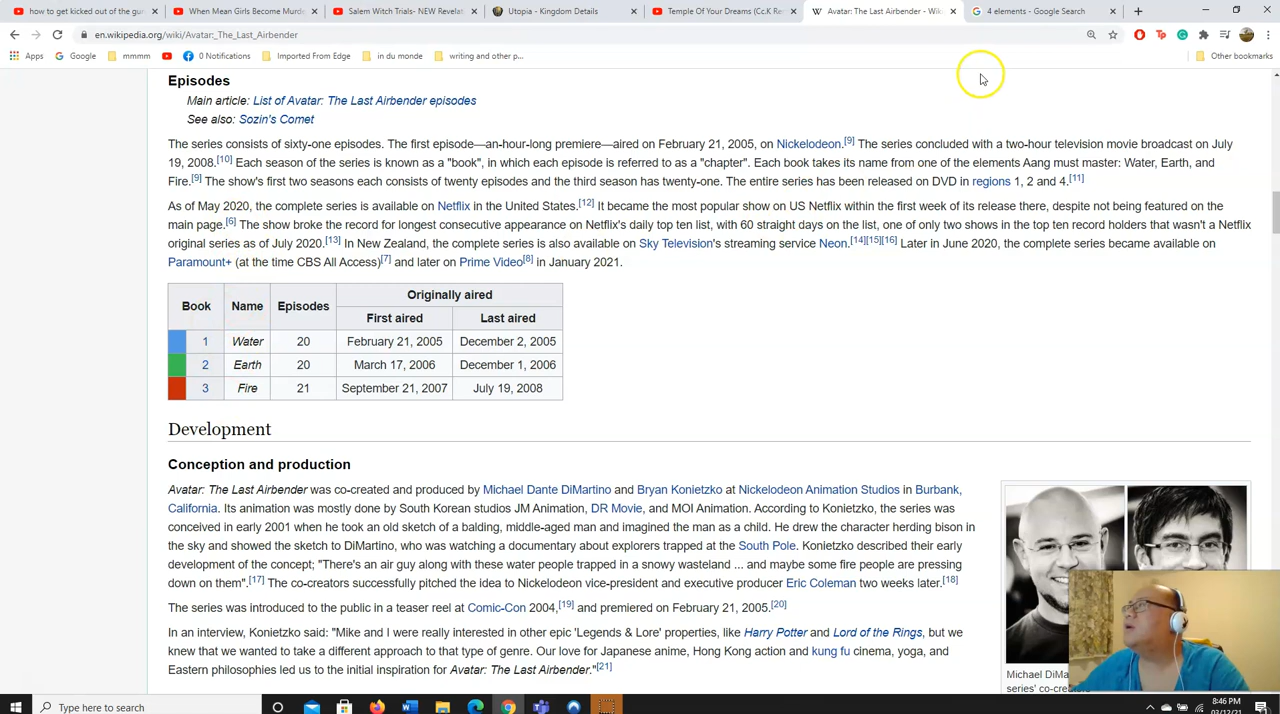 how to get kicked out of the gun
When Mean Girls Become Murde
Salem Witch Trials- NEW Revelat
Utopia - Kingdom Details
Temple Of Your Dreams (Cc.K Re
Avatar: The Last Airbender - Wiki
4 elements - Google Search
en.wikipedia.org/wiki/Avatar:_The_Last_Airbender
Apps Google mmmm 0 Notifications Imported From Edge in du monde writing and other p... Other bookmarks
Episodes
Main article: List of Avatar: The Last Airbender episodes
See also: Sozin's Comet
The series consists of sixty-one episodes. The first episode—an-hour-long premiere—aired on February 21, 2005, on Nickelodeon.[9] The series concluded with a two-hour television movie broadcast on July
19, 2008.[10] Each season of the series is known as a "book", in which each episode is referred to as a "chapter". Each book takes its name from one of the elements Aang must master: Water, Earth, and
Fire.[9] The show's first two seasons each consists of twenty episodes and the third season has twenty-one. The entire series has been released on DVD in regions 1, 2 and 4.[11]
As of May 2020, the complete series is available on Netflix in the United States.[12] It became the most popular show on US Netflix within the first week of its release there, despite not being featured on the
main page.[6] The show broke the record for longest consecutive appearance on Netflix's daily top ten list, with 60 straight days on the list, one of only two shows in the top ten record holders that wasn't a Netflix
original series as of July 2020.[13] In New Zealand, the complete series is also available on Sky Television's streaming service Neon.[14][15][16] Later in June 2020, the complete series became available on
Paramount+ (at the time CBS All Access)[7] and later on Prime Video[8] in January 2021.
Book Name Episodes Originally aired
First aired Last aired
1 Water 20 February 21, 2005 December 2, 2005
2 Earth 20 March 17, 2006 December 1, 2006
3 Fire 21 September 21, 2007 July 19, 2008
Development
Conception and production
Avatar: The Last Airbender was co-created and produced by Michael Dante DiMartino and Bryan Konietzko at Nickelodeon Animation Studios in Burbank,
California. Its animation was mostly done by South Korean studios JM Animation, DR Movie, and MOI Animation. According to Konietzko, the series was
conceived in early 2001 when he took an old sketch of a balding, middle-aged man and imagined the man as a child. He drew the character herding bison in
the sky and showed the sketch to DiMartino, who was watching a documentary about explorers trapped at the South Pole. Konietzko described their early
development of the concept; "There's an air guy along with these water people trapped in a snowy wasteland ... and maybe some fire people are pressing
down on them".[17] The co-creators successfully pitched the idea to Nickelodeon vice-president and executive producer Eric Coleman two weeks later.[18]
The series was introduced to the public in a teaser reel at Comic-Con 2004,[19] and premiered on February 21, 2005.[20]
In an interview, Konietzko said: "Mike and I were really interested in other epic 'Legends & Lore' properties, like Harry Potter and Lord of the Rings, but we
knew that we wanted to take a different approach to that type of genre. Our love for Japanese anime, Hong Kong action and kung fu cinema, yoga, and
Eastern philosophies led us to the initial inspiration for Avatar: The Last Airbender."[21]
Michael DiMa
series' co-crea
Type here to search
8:46 PM
03/12/21